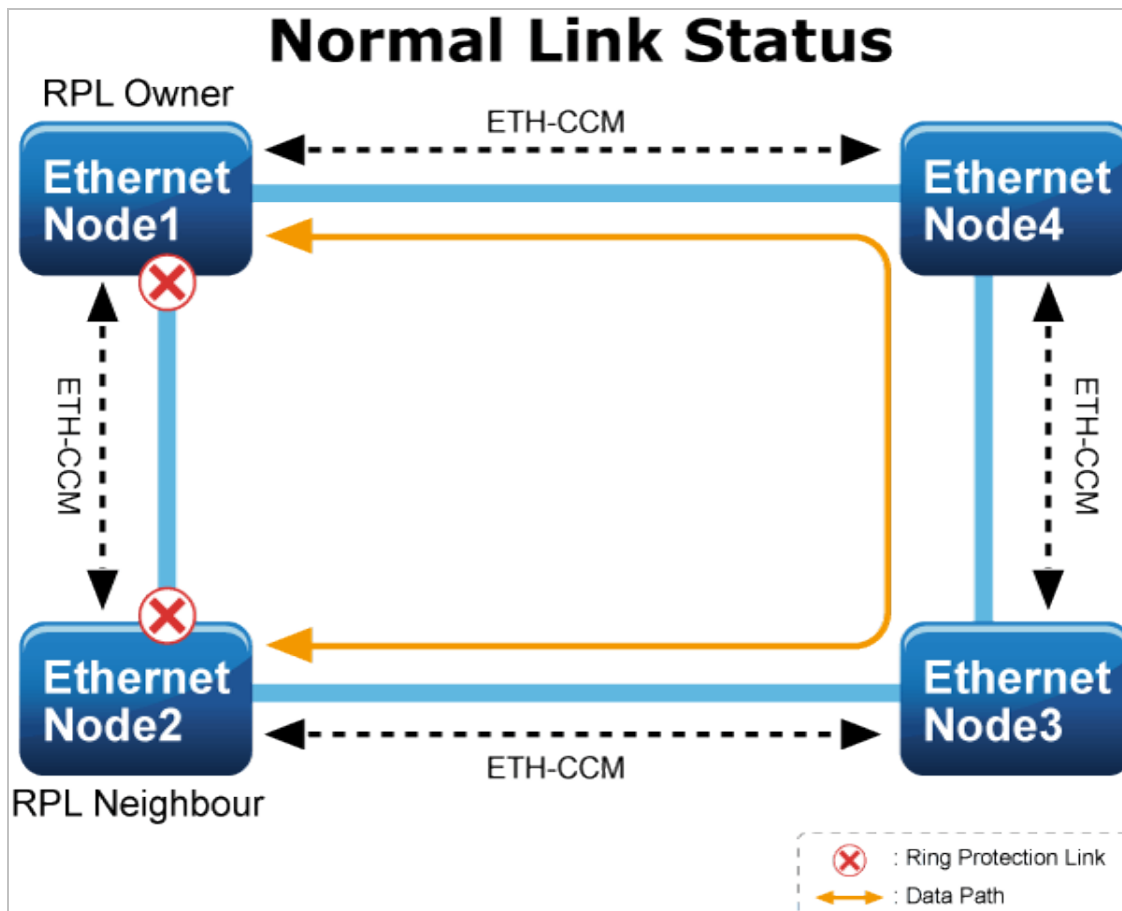 Normal Link Status
RPL Owner
ETH-CCM
Ethernet
Node1
Ethernet
Node4
ETH-CCM
ETH-CCM
Ethernet
Node2
Ethernet
Node3
ETH-CCM
RPL Neighbour
: Ring Protection Link
: Data Path